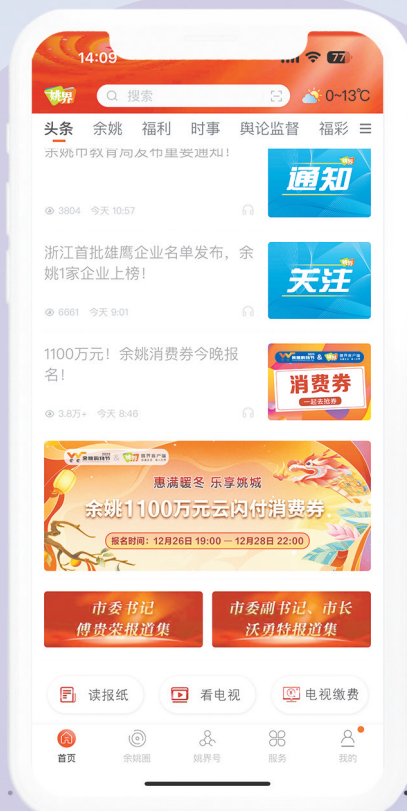 14:09
77
姚界
搜索
0~13℃
头条 余姚 福利 时事 舆论监督 福彩
余姚市教育局发布重要通知！
通知
3804 今天 10:57
浙江首批雄鹰企业名单发布，余
姚1家企业上榜！
关注
6661 今天 9:01
1100万元！余姚消费券今晚报
名！
消费券
一起去抢券
3.8万+ 今天 8:46
惠满暖冬 乐享姚城
余姚1100万元云闪付消费券
报名时间：12月26日 19:00 — 12月28日 22:00
市委书记
傅贵荣报道集
市委副书记、市长
沃勇特报道集
读报纸
看电视
电视缴费
首页
余姚圈
姚界号
服务
我的